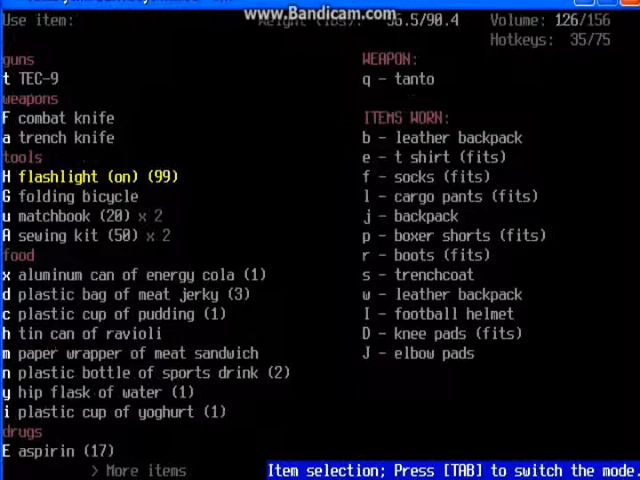 www.Bandicam.com
Use item: Weight (lbs): 56.5/90.4 Volume: 126/156
Hotkeys: 35/75
guns
t TEC-9
weapons
F combat knife
a trench knife
tools
H flashlight (on) (99)
G folding bicycle
u matchbook (20) x 2
A sewing kit (50) x 2
food
x aluminum can of energy cola (1)
d plastic bag of meat jerky (3)
c plastic cup of pudding (1)
h tin can of ravioli
m paper wrapper of meat sandwich
n plastic bottle of sports drink (2)
y hip flask of water (1)
i plastic cup of yoghurt (1)
drugs
E aspirin (17)
> More items
WEAPON:
q - tanto
ITEMS WORN:
b - leather backpack
e - t shirt (fits)
f - socks (fits)
l - cargo pants (fits)
j - backpack
p - boxer shorts (fits)
r - boots (fits)
s - trenchcoat
w - leather backpack
I - football helmet
D - knee pads (fits)
J - elbow pads
Item selection; Press [TAB] to switch the mode.